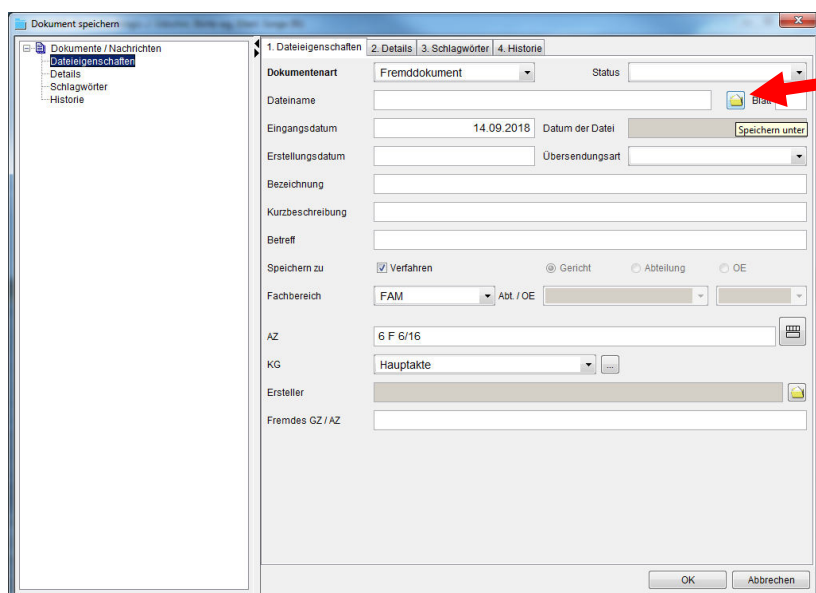 Dokument speichern
Dokumente / Nachrichten
Dateieigenschaften
Details
Schlagwörter
Historie
1. Dateieigenschaften 2. Details 3. Schlagwörter 4. Historie
Dokumentenart Fremddokument Status
Dateiname Blatt
Eingangsdatum 14.09.2018 Datum der Datei Speichern unter
Erstellungsdatum Übersendungsart
Bezeichnung
Kurzbeschreibung
Betreff
Speichern zu Verfahren Gericht Abteilung OE
Fachbereich FAM Abt. / OE
AZ 6 F 6/16
KG Hauptakte ...
Ersteller
Fremdes GZ / AZ
OK Abbrechen